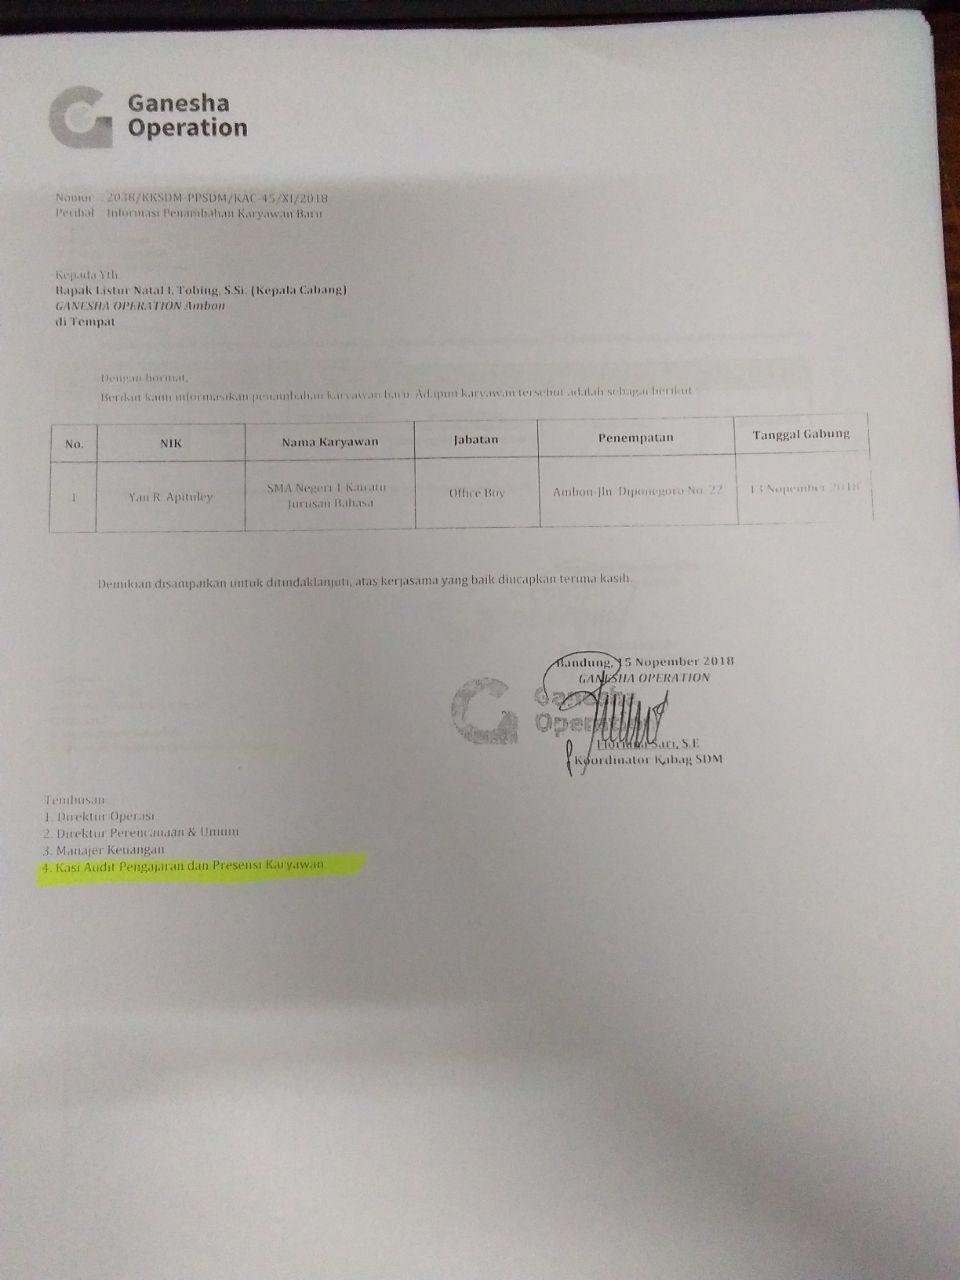 Ganesha
Operation
Nomor : 2038/KKSDM-PPSDM/KAC-45/XI/2018
Perihal : Informasi Penambahan Karyawan Baru
Kepada Yth.
Bapak Listur Natal I. Tobing, S.Si. (Kepala Cabang)
GANESHA OPERATION Ambon
di Tempat
Dengan hormat,
Berikut kami informasikan penambahan karyawan baru. Adapun karyawan tersebut adalah sebagai berikut :
No. NIK Nama Karyawan Jabatan Penempatan Tanggal Gabung
1 Yan R. Apituley SMA Negeri 1 Kairatu Office Boy Ambon-Jln. Diponegoro No. 22 13 Nopember 2018
Jurusan Bahasa
Demikian disampaikan untuk ditindaklanjuti, atas kerjasama yang baik diucapkan terima kasih.
Bandung, 15 Nopember 2018
GANESHA OPERATION
Ganesha
Operation
Sari, S.E
Koordinator Kabag SDM
Tembusan:
1. Direktur Operasi
2. Direktur Perencanaan & Umum
3. Manajer Keuangan
4. Kasi Audit Pengajaran dan Presensi Karyawan